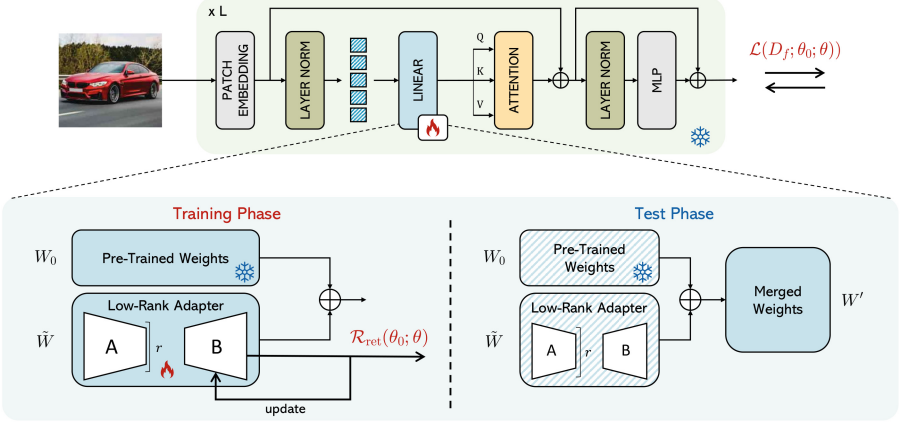 x L
PATCH
EMBEDDING
LAYER NORM
LINEAR
Q
K
V
ATTENTION
LAYER NORM
MLP
ℒ(D_f; θ_0; θ))
Training Phase
W_0
Pre-Trained Weights
W̃
Low-Rank Adapter
A
r
B
ℛ_ret(θ_0; θ)
update
Test Phase
W_0
Pre-Trained
Weights
W̃
Low-Rank Adapter
A
r
B
Merged
Weights
W′